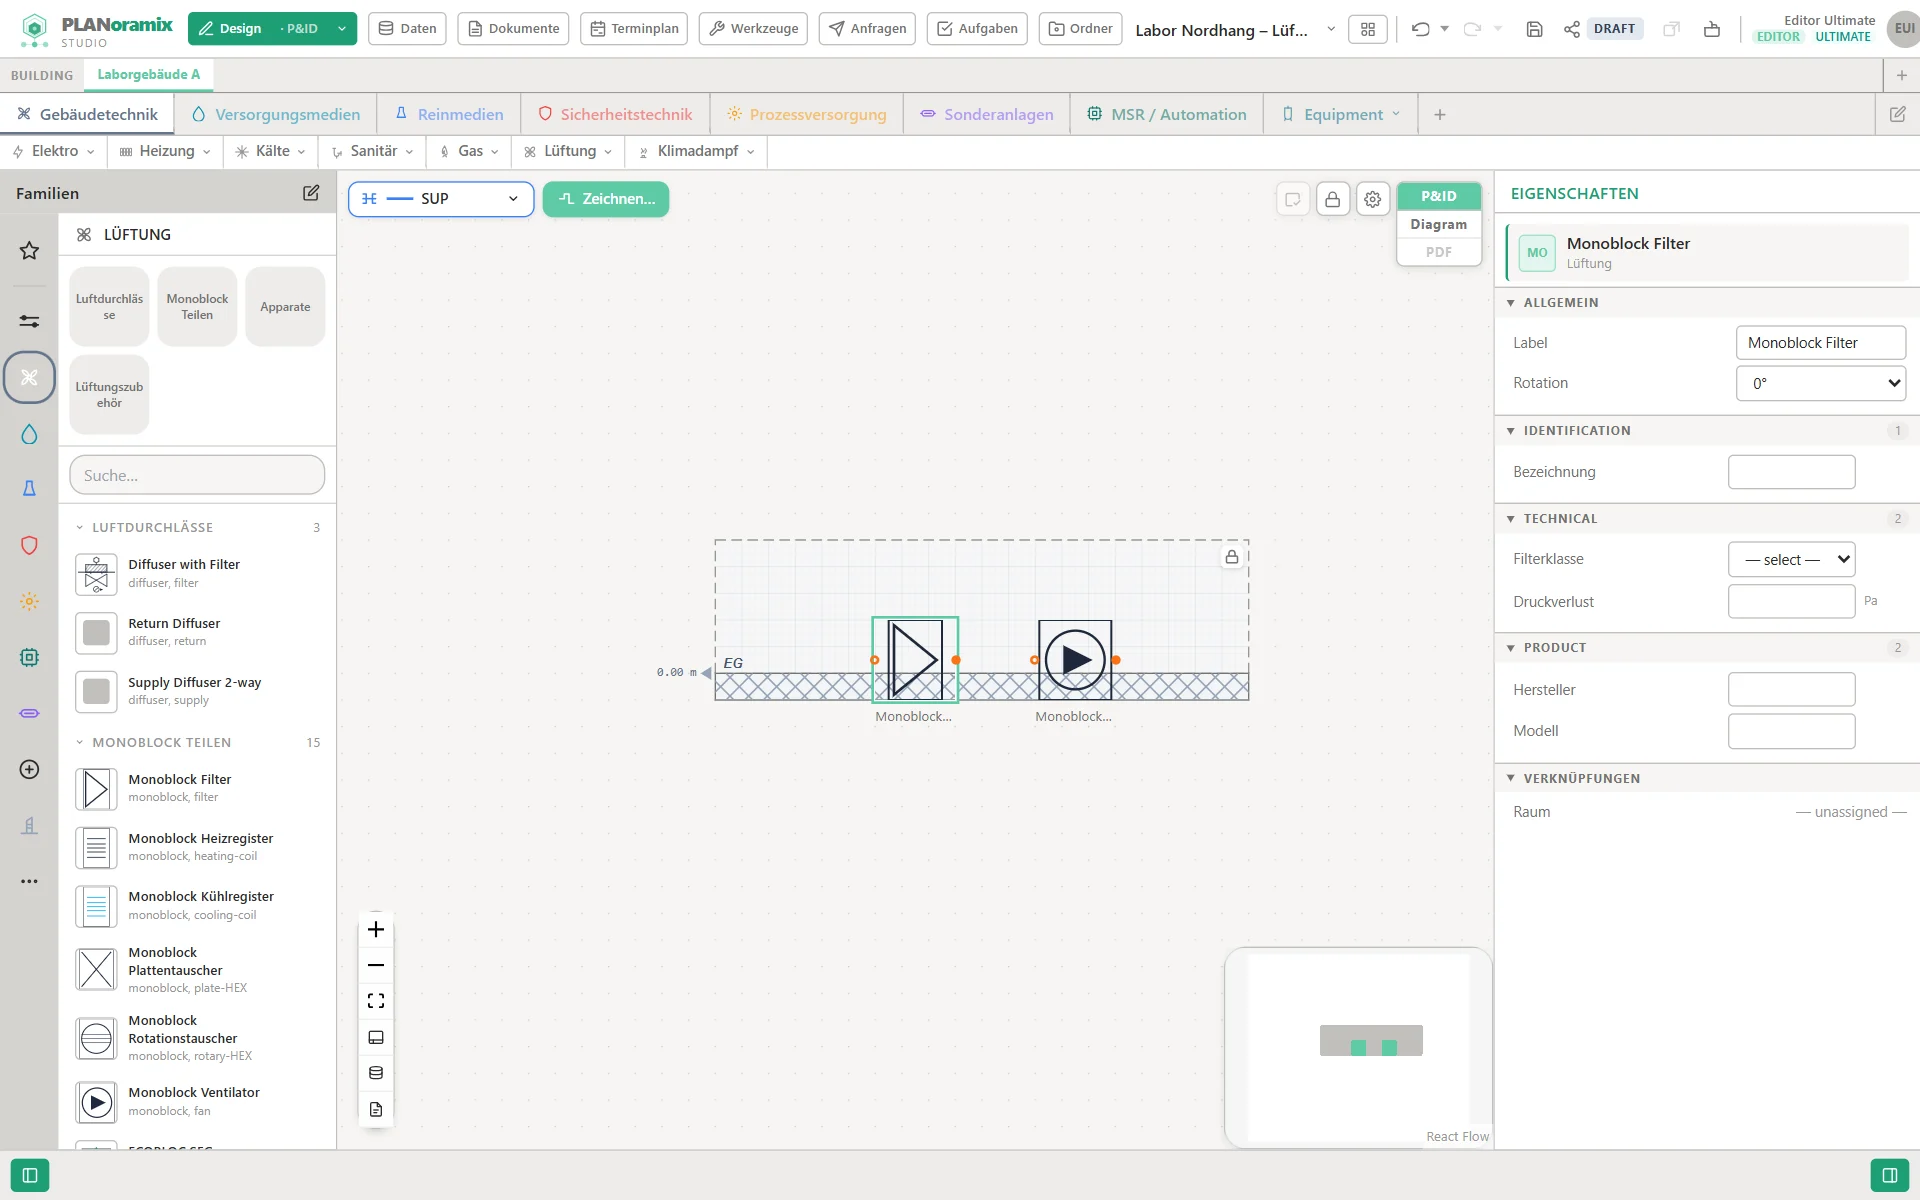 PLANoramix
STUDIO
Design · P&ID
Daten
Dokumente
Terminplan
Werkzeuge
Anfragen
Aufgaben
Ordner
Labor Nordhang – Lüf...
DRAFT
Editor Ultimate
EDITOR ULTIMATE
EUI
BUILDING
Laborgebäude A
Gebäudetechnik
Versorgungsmedien
Reinmedien
Sicherheitstechnik
Prozessversorgung
Sonderanlagen
MSR / Automation
Equipment
Elektro
Heizung
Kälte
Sanitär
Gas
Lüftung
Klimadampf
Familien
LÜFTUNG
Luftdurchläs
se
Monoblock
Teilen
Apparate
Lüftungszub
ehör
Suche...
LUFTDURCHLÄSSE 3
Diffuser with Filter
diffuser, filter
Return Diffuser
diffuser, return
Supply Diffuser 2-way
diffuser, supply
MONOBLOCK TEILEN 15
Monoblock Filter
monoblock, filter
Monoblock Heizregister
monoblock, heating-coil
Monoblock Kühlregister
monoblock, cooling-coil
Monoblock
Plattentauscher
monoblock, plate-HEX
Monoblock
Rotationstauscher
monoblock, rotary-HEX
Monoblock Ventilator
monoblock, fan
SUP
Zeichnen...
P&ID
Diagram
PDF
0.00 m
EG
Monoblock...
Monoblock...
React Flow
EIGENSCHAFTEN
MO
Monoblock Filter
Lüftung
ALLGEMEIN
Label Monoblock Filter
Rotation 0°
IDENTIFICATION 1
Bezeichnung
TECHNICAL 2
Filterklasse — select —
Druckverlust Pa
PRODUCT 2
Hersteller
Modell
VERKNÜPFUNGEN
Raum — unassigned —